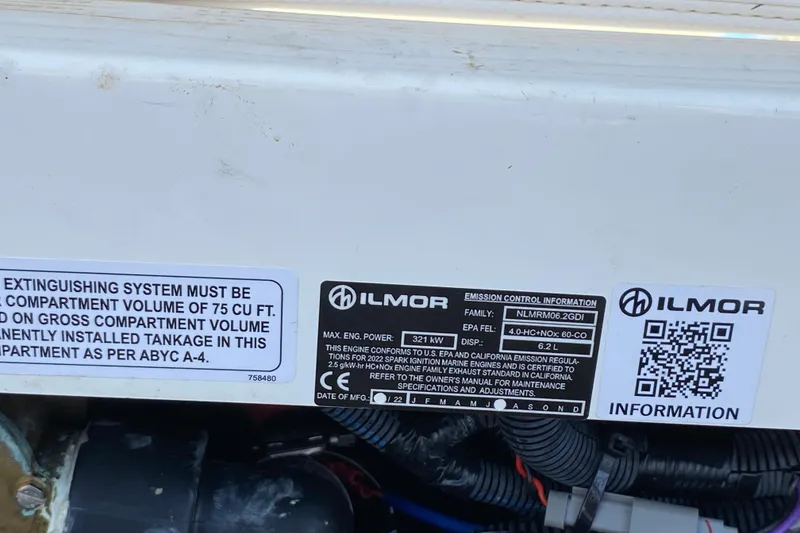 EXTINGUISHING SYSTEM MUST BE
COMPARTMENT VOLUME OF 75 CU FT.
D ON GROSS COMPARTMENT VOLUME
NENTLY INSTALLED TANKAGE IN THIS
PARTMENT AS PER ABYC A-4.
758480
ILMOR
EMISSION CONTROL INFORMATION
FAMILY: NLMRM06.2GDI
EPA FEL: 4.0-HC+NOx: 60-CO
MAX. ENG. POWER: 321 kW DISP.: 6.2 L
THIS ENGINE CONFORMS TO U.S. EPA AND CALIFORNIA EMISSION REGULA-
TIONS FOR 2022 SPARK IGNITION MARINE ENGINES AND IS CERTIFIED TO
2.5 g/kW-hr HC+NOx ENGINE FAMILY EXHAUST STANDARD IN CALIFORNIA.
CE REFER TO THE OWNER'S MANUAL FOR MAINTENANCE
SPECIFICATIONS AND ADJUSTMENTS.
DATE OF MFG.: / 22 J F M A M J A S O N D
ILMOR
INFORMATION